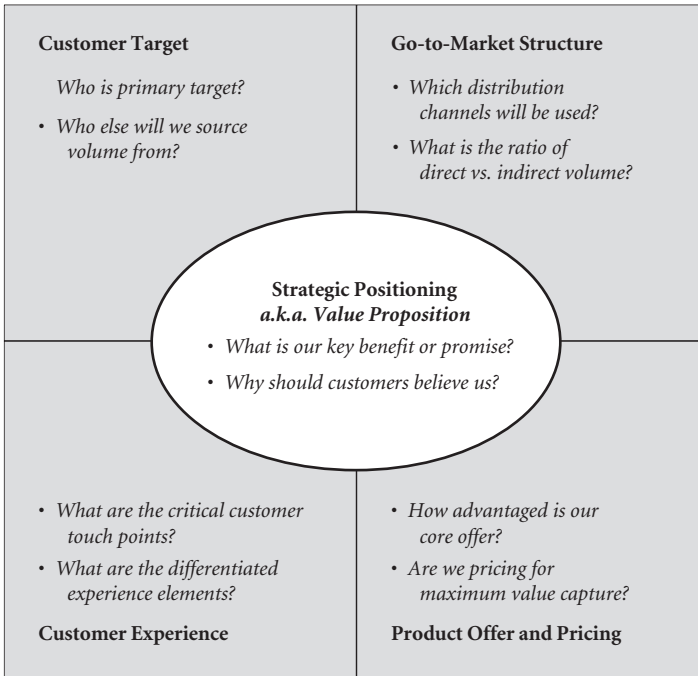 Customer Target
Who is primary target?
• Who else will we source
volume from?
Go-to-Market Structure
• Which distribution
channels will be used?
• What is the ratio of
direct vs. indirect volume?
Strategic Positioning
a.k.a. Value Proposition
• What is our key benefit or promise?
• Why should customers believe us?
• What are the critical customer
touch points?
• What are the differentiated
experience elements?
Customer Experience
• How advantaged is our
core offer?
• Are we pricing for
maximum value capture?
Product Offer and Pricing